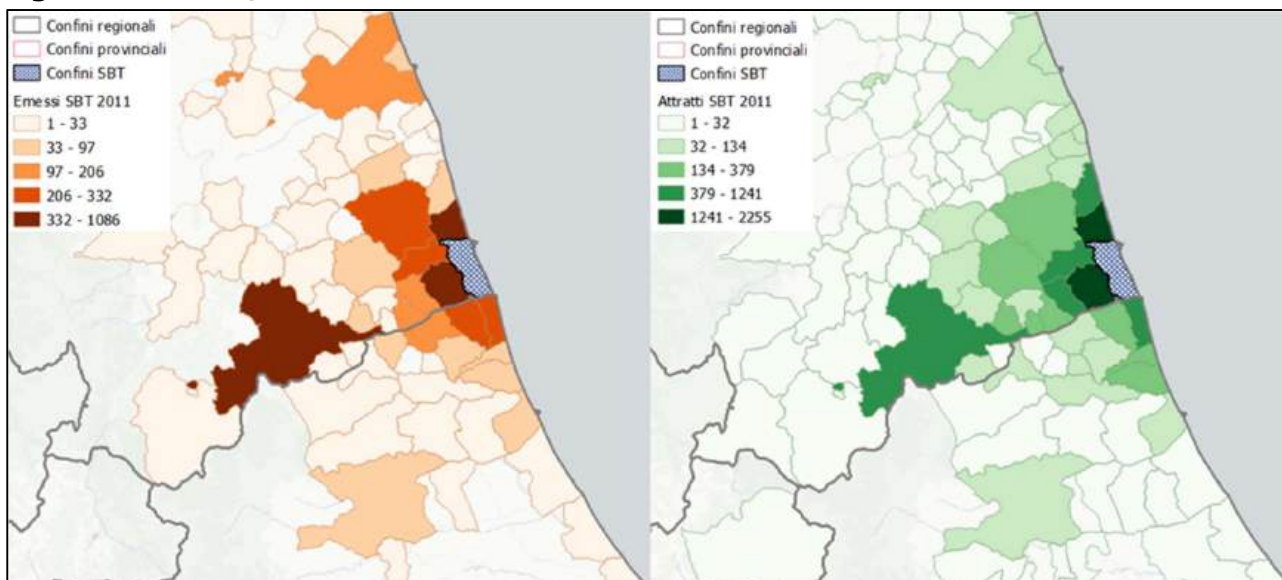 Confini regionali
Confini provinciali
Confini SBT
Emessi SBT 2011
1 - 33
33 - 97
97 - 206
206 - 332
332 - 1086
Confini regionali
Confini provinciali
Confini SBT
Attratti SBT 2011
1 - 32
32 - 134
134 - 379
379 - 1241
1241 - 2255